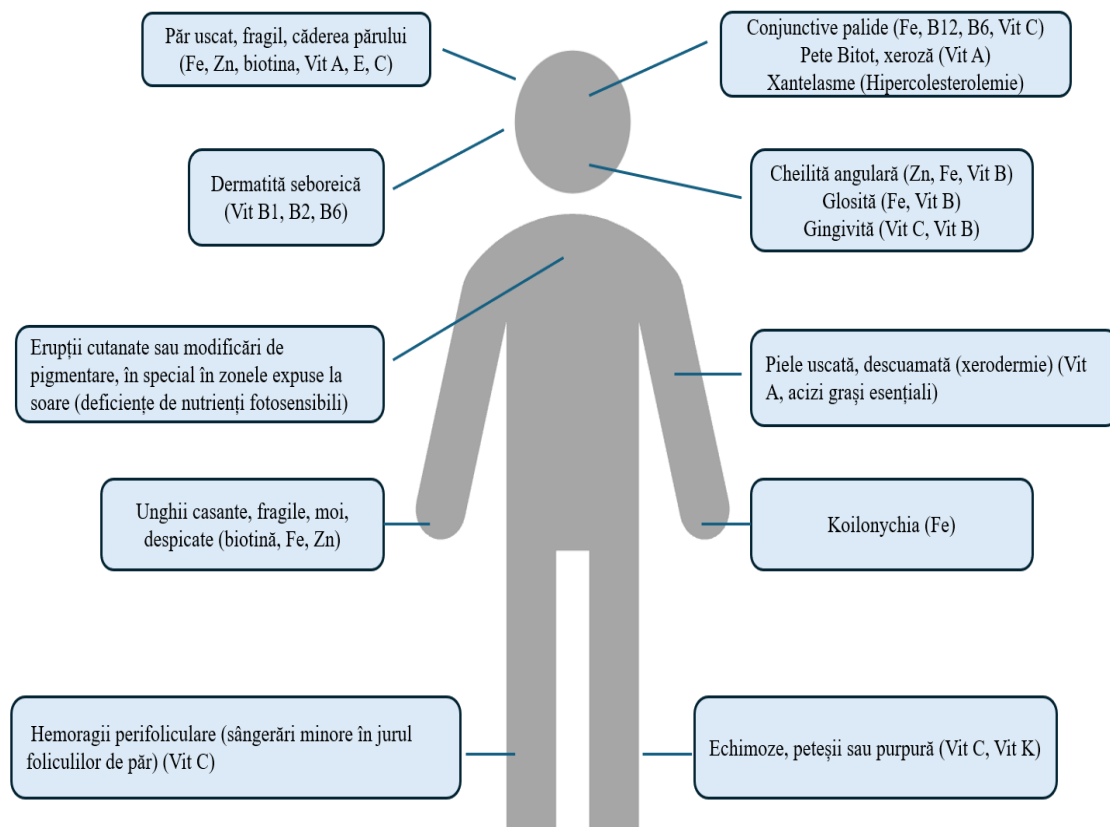 Păr uscat, fragil, căderea părului
(Fe, Zn, biotina, Vit A, E, C)
Conjunctive palide (Fe, B12, B6, Vit C)
Pete Bitot, xeroză (Vit A)
Xantelasme (Hipercolesterolemie)
Dermatită seboreică
(Vit B1, B2, B6)
Cheilită angulară (Zn, Fe, Vit B)
Glosită (Fe, Vit B)
Gingivită (Vit C, Vit B)
Erupții cutanate sau modificări de
pigmentare, în special în zonele expuse la
soare (deficiențe de nutrienți fotosensibili)
Piele uscată, descuamată (xerodermie) (Vit
A, acizi grași esențiali)
Unghii casante, fragile, moi,
despicate (biotină, Fe, Zn)
Koilonychia (Fe)
Hemoragii perifoliculare (sângerări minore în jurul
foliculilor de păr) (Vit C)
Echimoze, peteșii sau purpură (Vit C, Vit K)